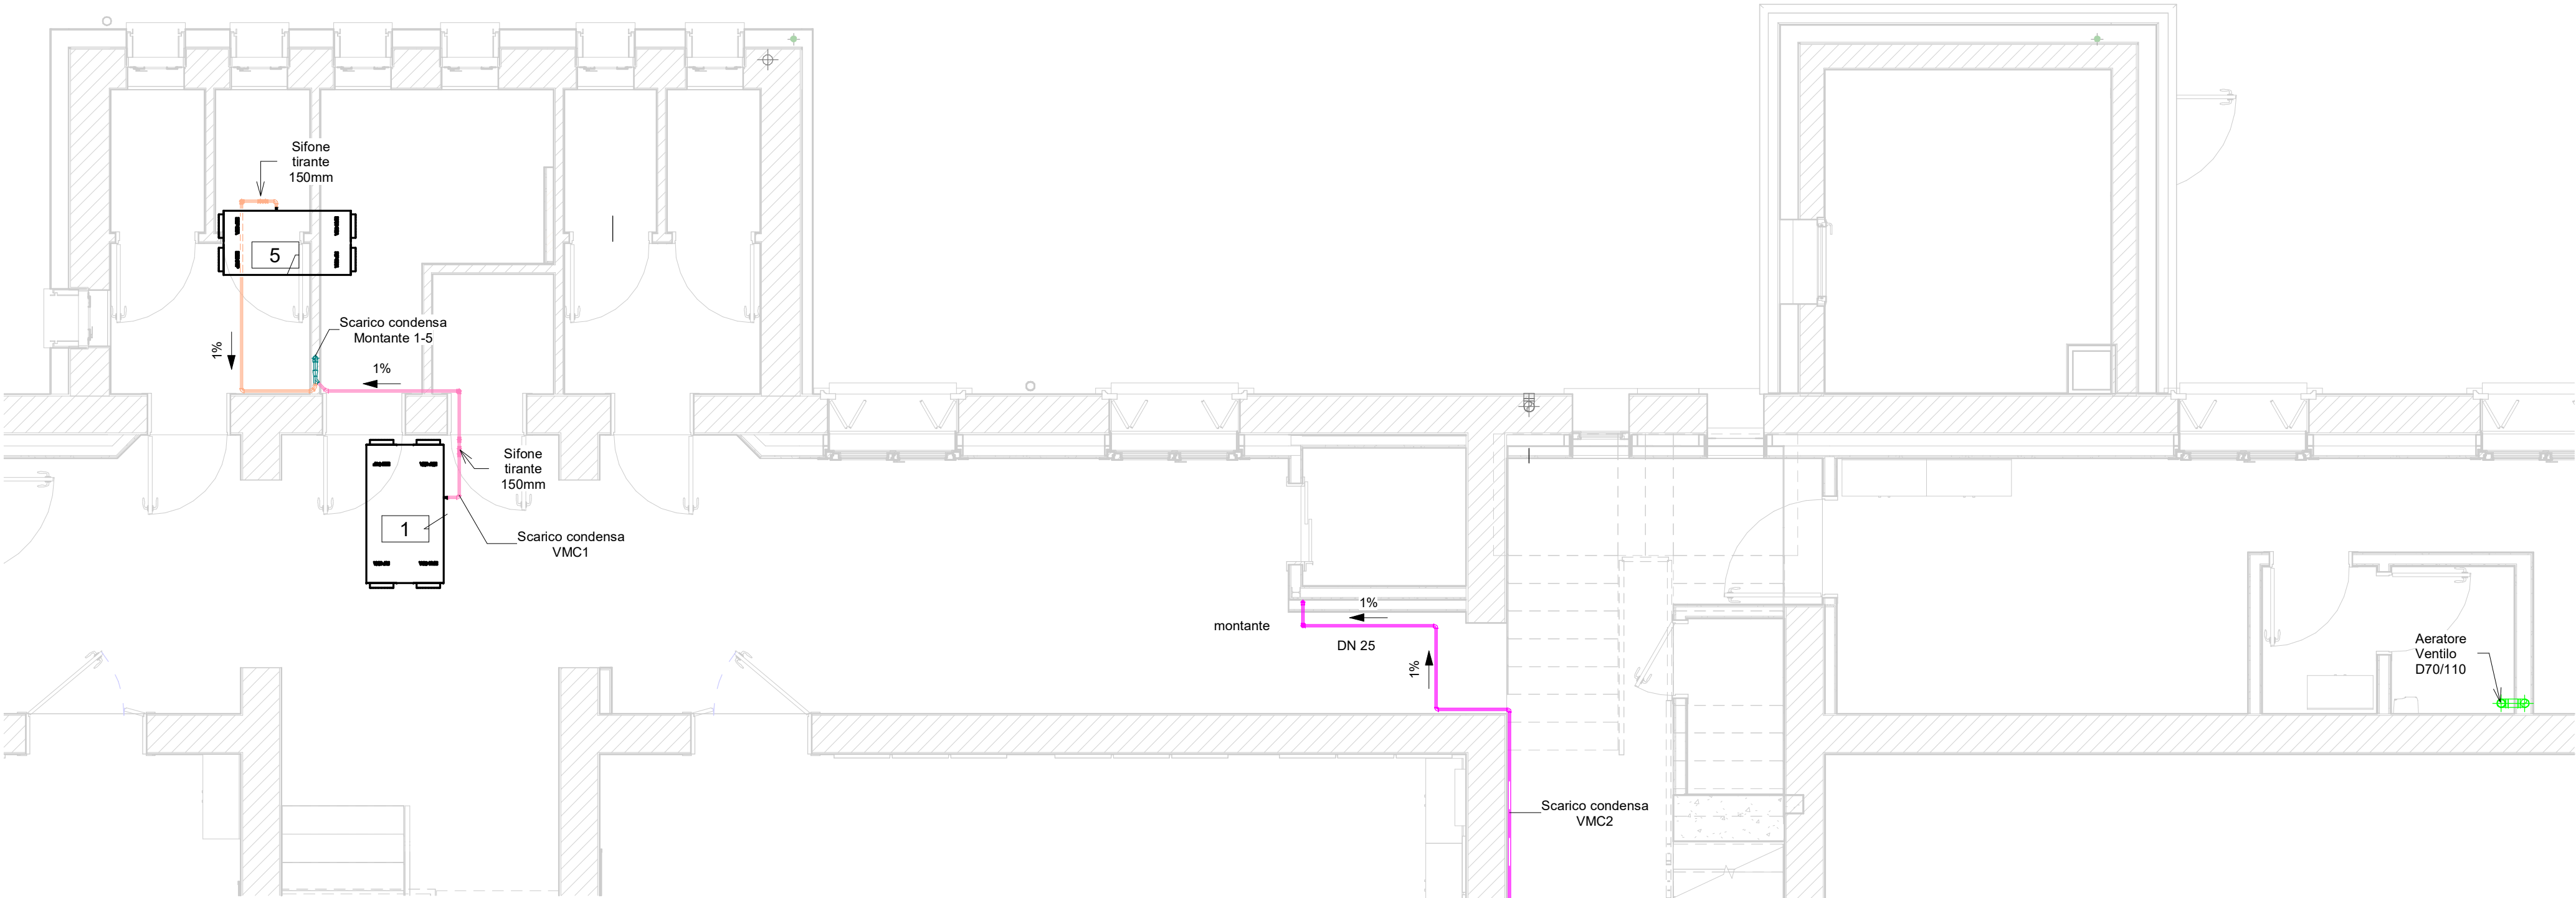 Sifone
tirante
150mm
5
Scarico condensa
Montante 1-5
1%
1%
Sifone
tirante
150mm
1
Scarico condensa
VMC1
1%
montante
DN 25
1%
Aeratore
Ventilo
D70/110
Scarico condensa
VMC2